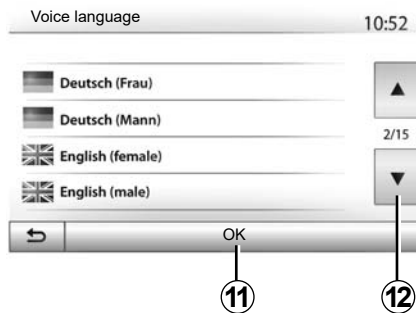 Voice language
10:52
Deutsch (Frau)
Deutsch (Mann)
English (female)
English (male)
2/15
OK
11
12